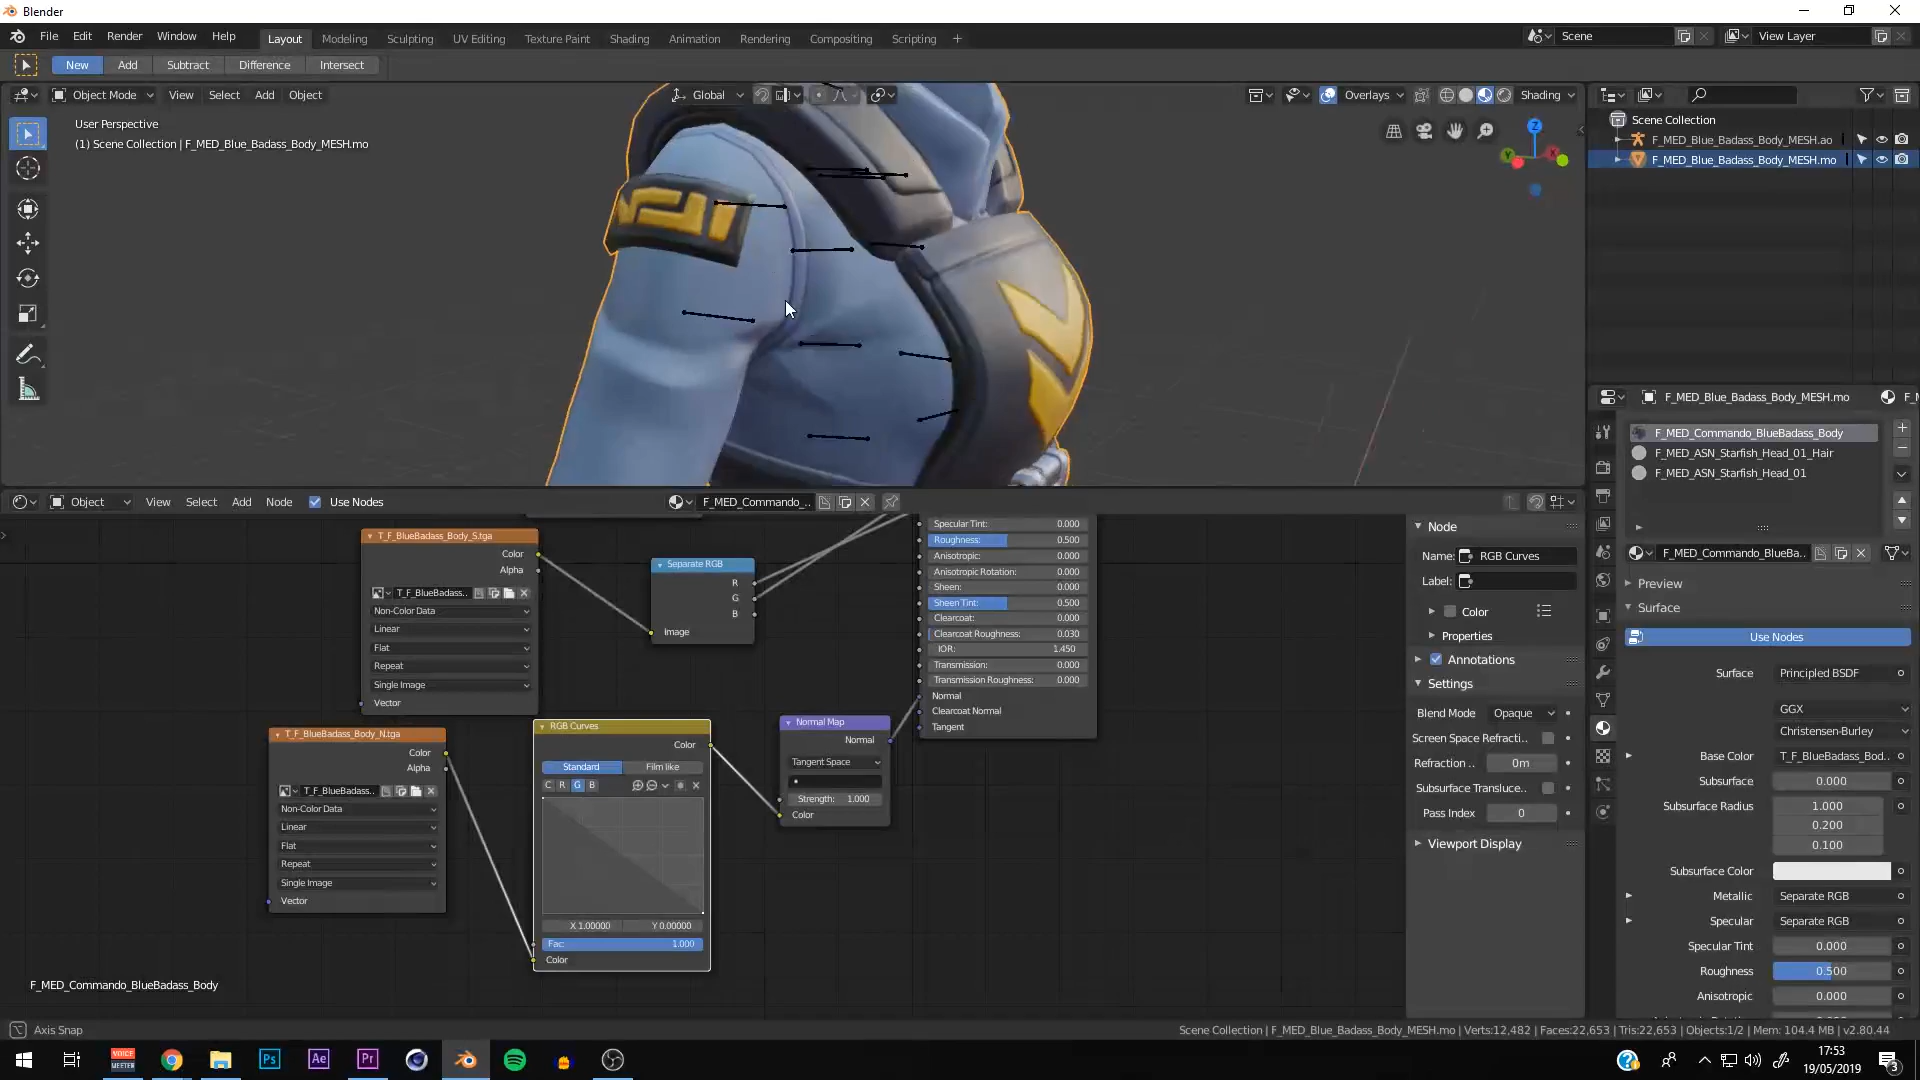 Blender
File Edit Render Window Help Layout Modeling Sculpting UV Editing Texture Paint Shading Animation Rendering Compositing Scripting + Scene View Layer
New Add Subtract Difference Intersect
Object Mode View Select Add Object Global Overlays Shading
User Perspective
(1) Scene Collection | F_MED_Blue_Badass_Body_MESH.mo
Z
Y X
Scene Collection
F_MED_Blue_Badass_Body_MESH.ao
F_MED_Blue_Badass_Body_MESH.mo
Object View Select Add Node Use Nodes F_MED_Commando_..
T_F_BlueBadass_Body_S.tga
Color
Alpha
T_F_BlueBadass..
Non-Color Data
Linear
Flat
Repeat
Single Image
Vector
Separate RGB
R
G
B
Image
Specular Tint: 0.000
Roughness: 0.500
Anisotropic: 0.000
Anisotropic Rotation: 0.000
Sheen: 0.000
Sheen Tint: 0.500
Clearcoat: 0.000
Clearcoat Roughness: 0.030
IOR: 1.450
Transmission: 0.000
Transmission Roughness: 0.000
Normal
Clearcoat Normal
Tangent
T_F_BlueBadass_Body_N.tga
Color
Alpha
T_F_BlueBadass..
Non-Color Data
Linear
Flat
Repeat
Single Image
Vector
RGB Curves
Color
Standard Film like
C R G B
X 1.00000 Y 0.00000
Fac: 1.000
Color
Normal Map
Normal
Tangent Space
Strength: 1.000
Color
F_MED_Commando_BlueBadass_Body
Node
Name: RGB Curves
Label:
Color
Properties
Annotations
Settings
Blend Mode Opaque
Screen Space Refracti..
Refraction .. 0m
Subsurface Transluce..
Pass Index 0
Viewport Display
F_MED_Blue_Badass_Body_MESH.mo F_M
F_MED_Commando_BlueBadass_Body
F_MED_ASN_Starfish_Head_01_Hair
F_MED_ASN_Starfish_Head_01
F_MED_Commando_BlueBa..
Preview
Surface
Use Nodes
Surface Principled BSDF
GGX
Christensen-Burley
Base Color T_F_BlueBadass_Bod..
Subsurface 0.000
Subsurface Radius 1.000
0.200
0.100
Subsurface Color
Metallic Separate RGB
Specular Separate RGB
Specular Tint 0.000
Roughness 0.500
Anisotropic 0.000
Axis Snap
Scene Collection | F_MED_Blue_Badass_Body_MESH.mo | Verts:12,482 | Faces:22,653 | Tris:22,653 | Objects:1/2 | Mem: 104.4 MB | v2.80.44
VOICE MEETER Ps Ae Pr
17:53
19/05/2019
3